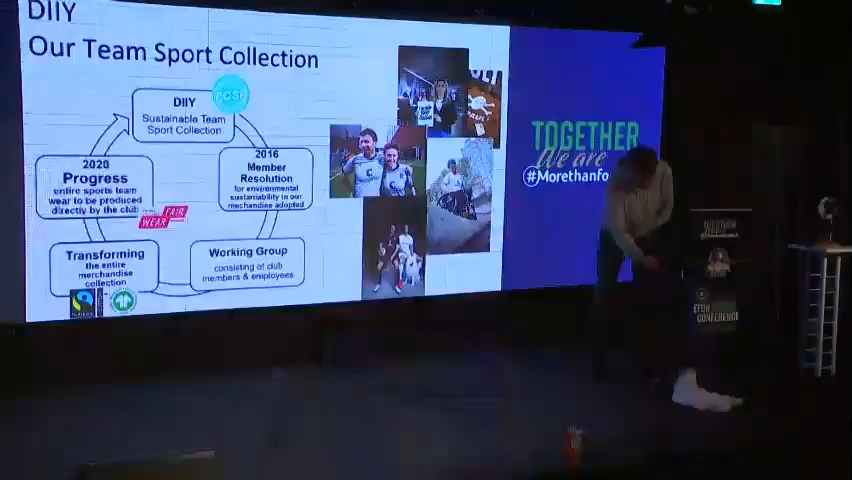 DIIY
Our Team Sport Collection
DIIY
Sustainable Team
Sport Collection
2016
Member
Resolution
for environmental
sustainability in our
merchandise adopted
Working Group
consisting of club
members & employees
Transforming
the entire
merchandise
collection
2020
Progress
entire sports team
wear to be produced
directly by the club
FAIR
WEAR
TOGETHER
We are
#Morethanfo
CONFERENCE